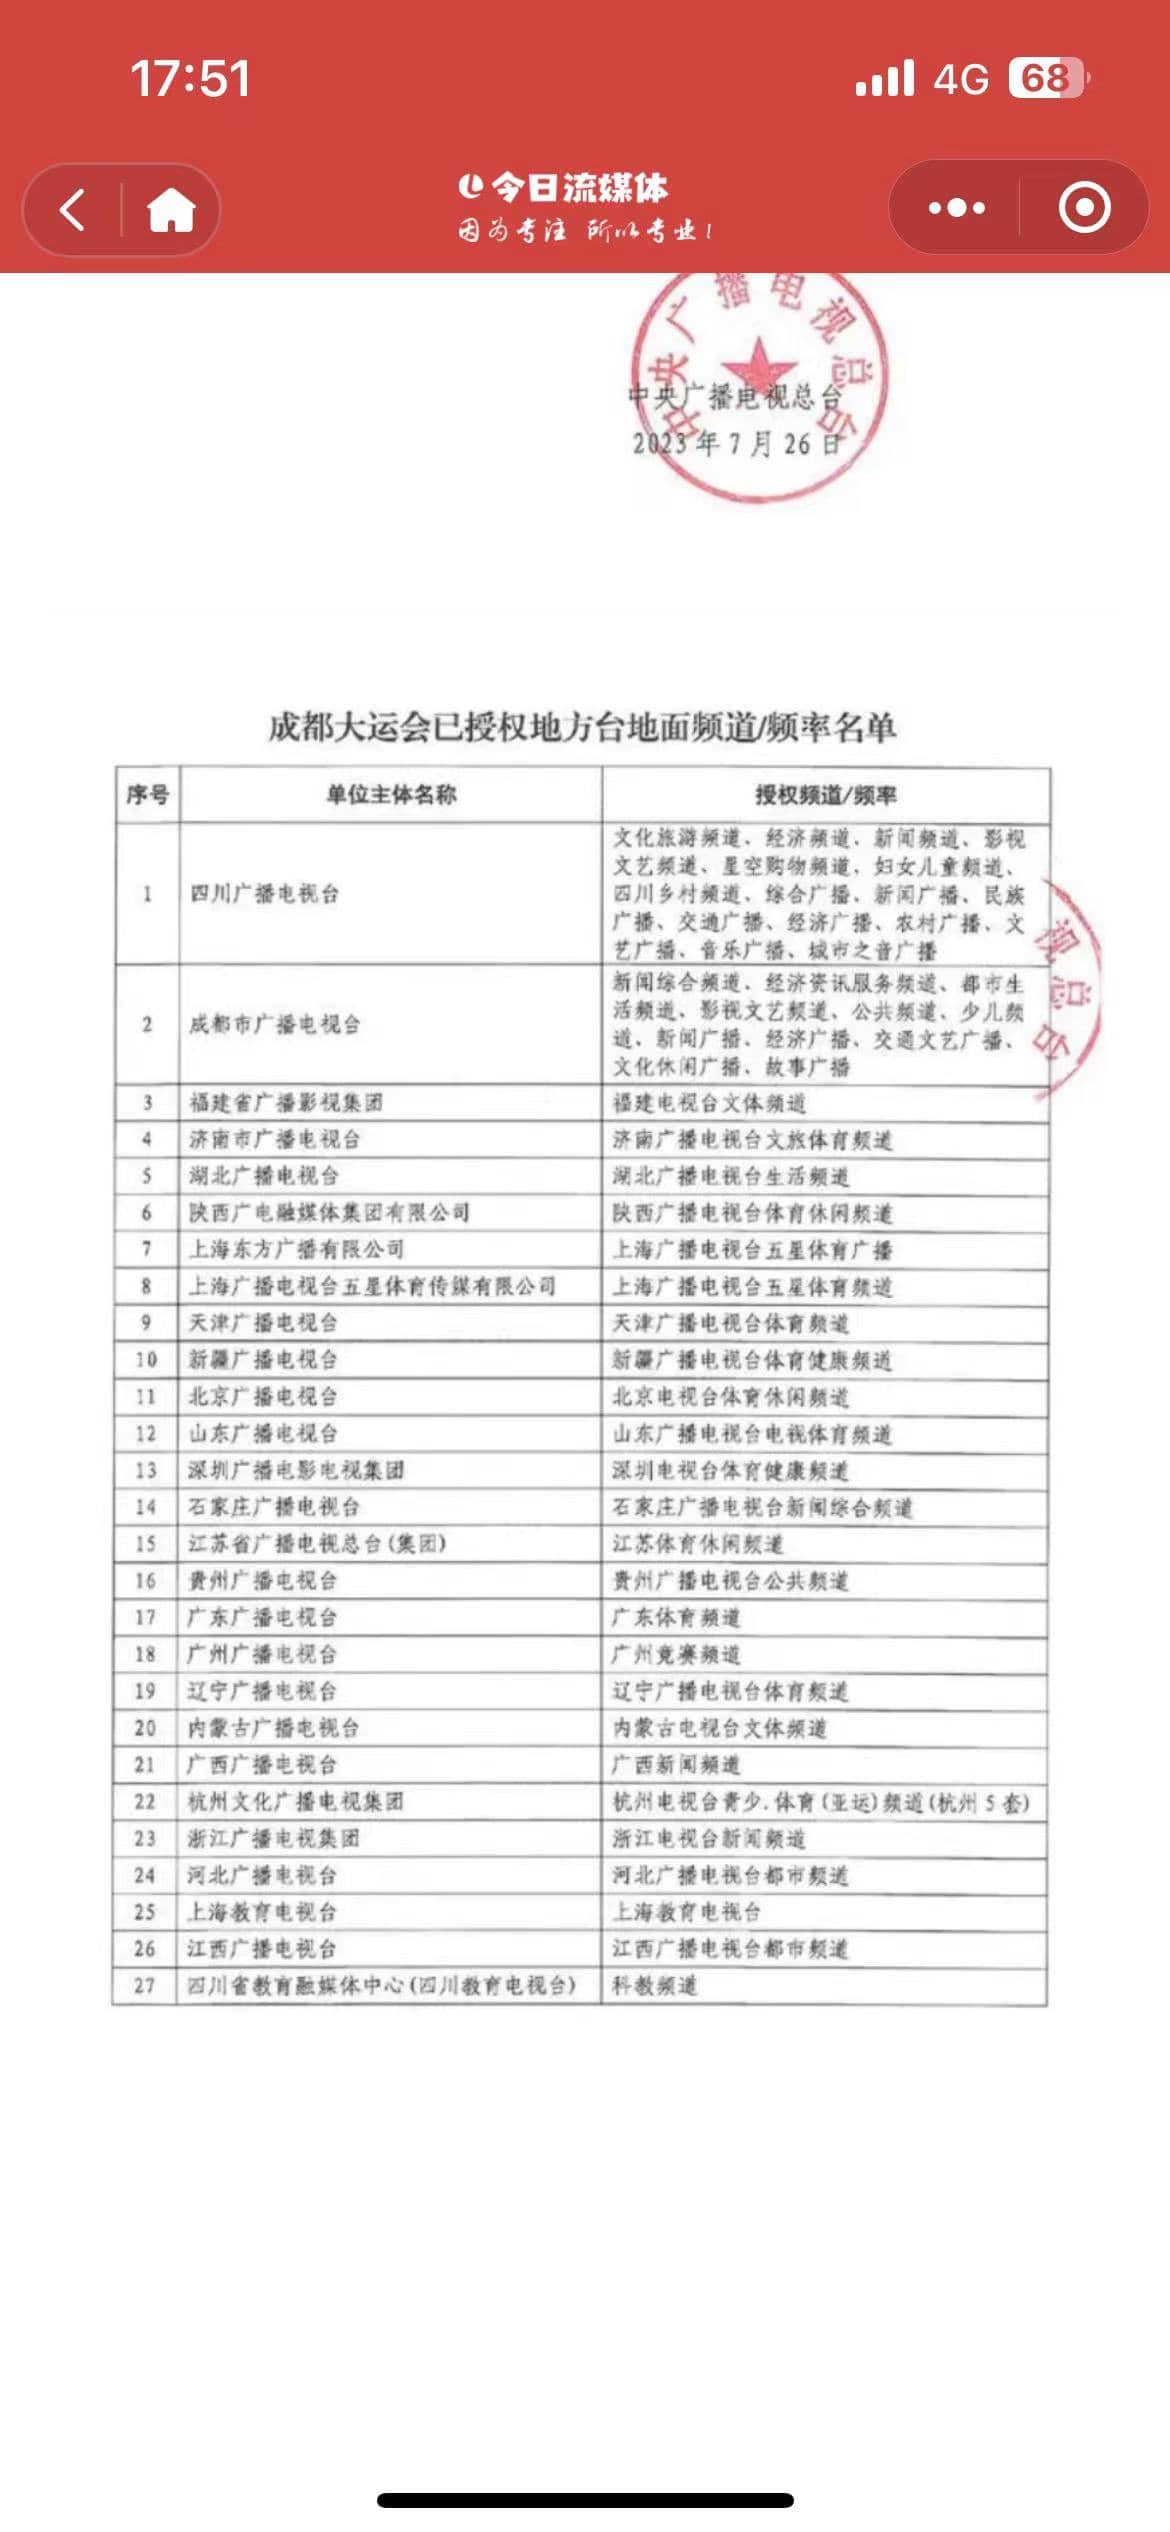 17:51
4G 68
今日流媒体
因为专注 所以专业！
中央广播电视总台
中央广播电视总台
2023年7月26日
成都大运会已授权地方台地面频道/频率名单
序号 单位主体名称 授权频道/频率
1 四川广播电视台 文化旅游频道、经济频道、新闻频道、影视
文艺频道、星空购物频道，妇女儿童频道、
四川乡村频道、综合广播、新闻广播、民族
广播、交通广播、经济广播、农村广播、文
艺广播、音乐广播、城市之音广播
2 成都市广播电视台 新闻综合频道、经济资讯服务频道、都市生
活频道、影视文艺频道、公共频道、少儿频
道、新闻广播、经济广播、交通文艺广播、
文化休闲广播、故事广播
视总台
3 福建省广播影视集团 福建电视台文体频道
4 济南市广播电视台 济南广播电视台文旅体育频道
5 湖北广播电视台 湖北广播电视台生活频道
6 陕西广电融媒体集团有限公司 陕西广播电视台体育休闲频道
7 上海东方广播有限公司 上海广播电视台五星体育广播
8 上海广播电视台五星体育传媒有限公司 上海广播电视台五星体育频道
9 天津广播电视台 天津广播电视台体育频道
10 新疆广播电视台 新疆广播电视台体育健康频道
11 北京广播电视台 北京电视台体育休闲频道
12 山东广播电视台 山东广播电视台电视体育频道
13 深圳广播电影电视集团 深圳电视台体育健康频道
14 石家庄广播电视台 石家庄广播电视台新闻综合频道
15 江苏省广播电视总台(集团) 江苏体育休闲频道
16 贵州广播电视台 贵州广播电视台公共频道
17 广东广播电视台 广东体育频道
18 广州广播电视台 广州竞赛频道
19 辽宁广播电视台 辽宁广播电视台体育频道
20 内蒙古广播电视台 内蒙古电视台文体频道
21 广西广播电视台 广西新闻频道
22 杭州文化广播电视集团 杭州电视台青少.体育(亚运)频道(杭州5套)
23 浙江广播电视集团 浙江电视台新闻频道
24 河北广播电视台 河北广播电视台都市频道
25 上海教育电视台 上海教育电视台
26 江西广播电视台 江西广播电视台都市频道
27 四川省教育融媒体中心(四川教育电视台) 科教频道